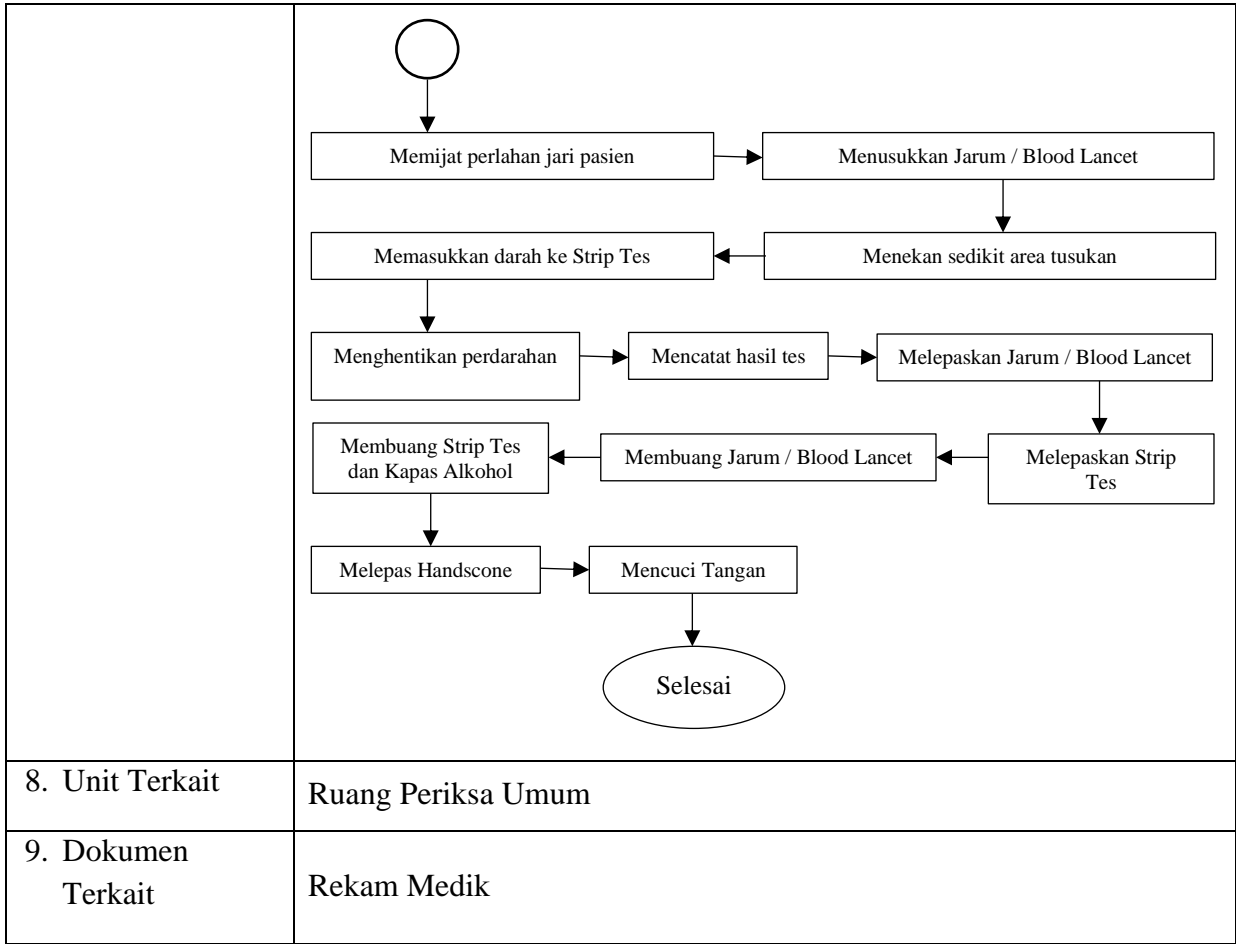 Memijat perlahan jari pasien
Menusukkan Jarum / Blood Lancet
Menekan sedikit area tusukan
Memasukkan darah ke Strip Tes
Menghentikan perdarahan
Mencatat hasil tes
Melepaskan Jarum / Blood Lancet
Melepaskan Strip
Tes
Membuang Jarum / Blood Lancet
Membuang Strip Tes
dan Kapas Alkohol
Melepas Handscone
Mencuci Tangan
Selesai
8. Unit Terkait
Ruang Periksa Umum
9. Dokumen
Terkait
Rekam Medik